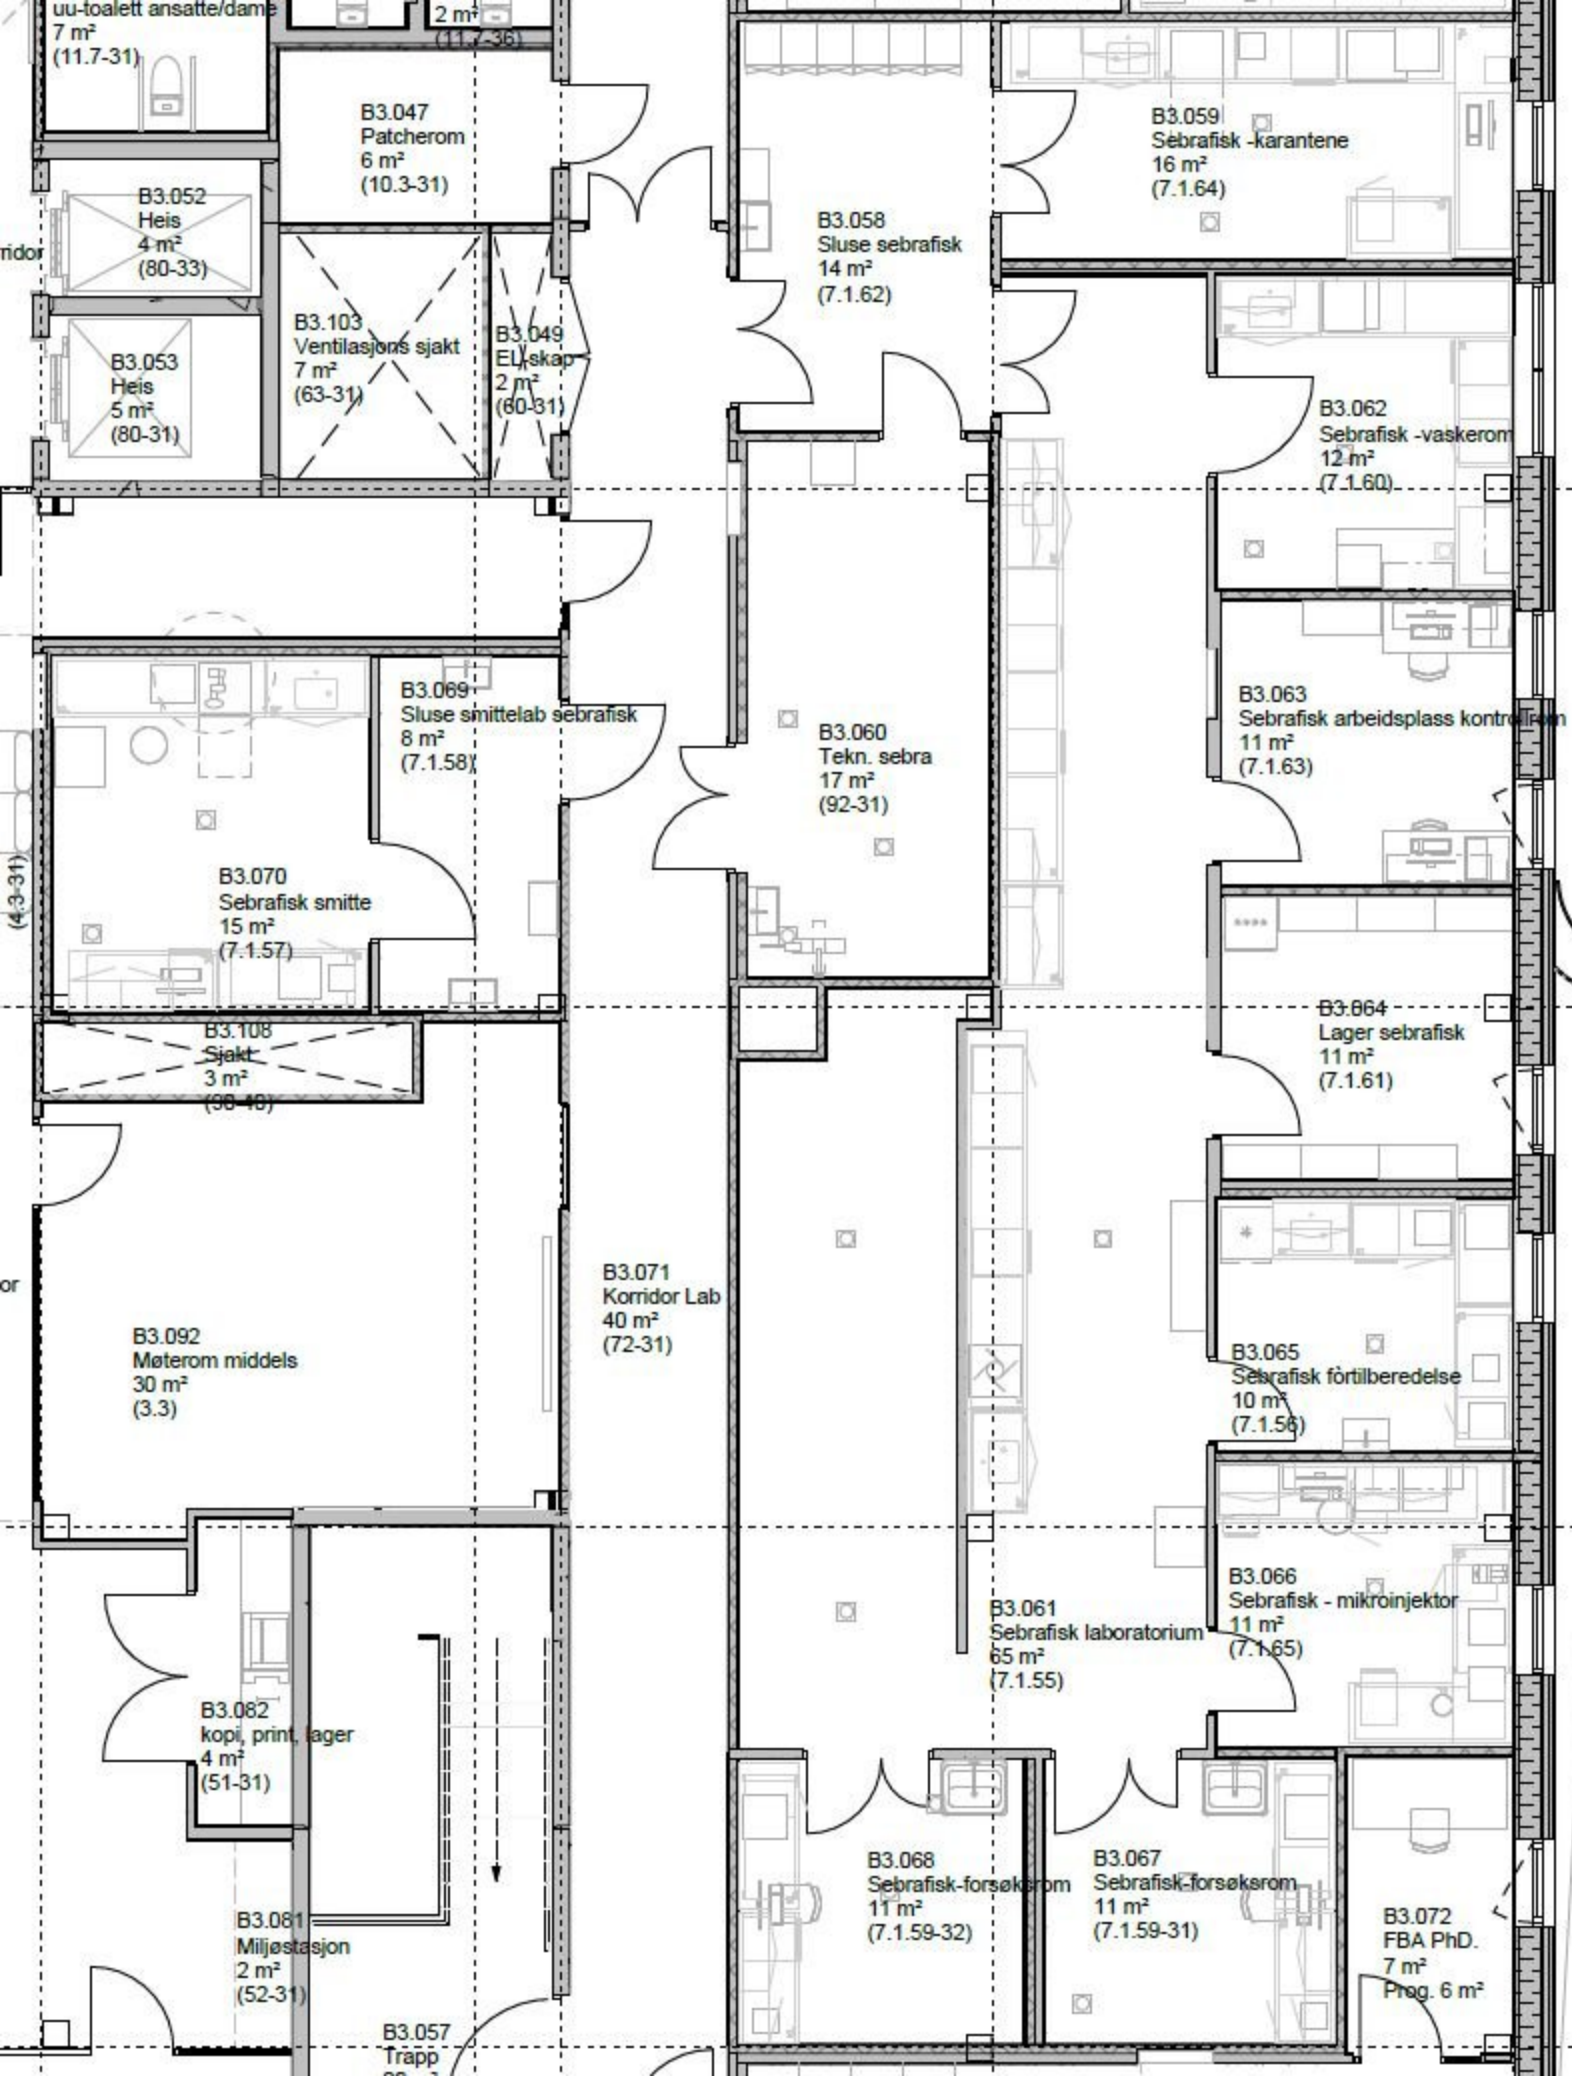 uu-toalett ansatte/dame
7 m²
(11.7-31)
2 m²
(11.7-36)
B3.047
Patcherom
6 m²
(10.3-31)
B3.059
Sebrafisk -karantene
16 m²
(7.1.64)
B3.052
Heis
4 m²
(80-33)
ridor
B3.058
Sluse sebrafisk
14 m²
(7.1.62)
B3.103
Ventilasjons sjakt
7 m²
(63-31)
B3.049
EL-skap
2 m²
(60-31)
B3.053
Heis
5 m²
(80-31)
B3.062
Sebrafisk -vaskerom
12 m²
(7.1.60)
B3.069
Sluse smittelab sebrafisk
8 m²
(7.1.58)
B3.063
Sebrafisk arbeidsplass kontrollrom
11 m²
(7.1.63)
B3.060
Tekn. sebra
17 m²
(92-31)
B3.070
Sebrafisk smitte
15 m²
(7.1.57)
(4.3-31)
B3.064
Lager sebrafisk
11 m²
(7.1.61)
B3.108
Sjakt
3 m²
B3.071
Korridor Lab
40 m²
(72-31)
or
B3.092
Møterom middels
30 m²
(3.3)
B3.065
Sebrafisk fôrtilberedelse
10 m²
(7.1.56)
B3.066
Sebrafisk - mikroinjektor
11 m²
(7.1.65)
B3.061
Sebrafisk laboratorium
65 m²
(7.1.55)
B3.082
kopi, print, lager
4 m²
(51-31)
B3.068
Sebrafisk-forsøksrom
11 m²
(7.1.59-32)
B3.067
Sebrafisk-forsøksrom
11 m²
(7.1.59-31)
B3.072
FBA PhD.
7 m²
Prog. 6 m²
B3.081
Miljøstasjon
2 m²
(52-31)
B3.057
Trapp